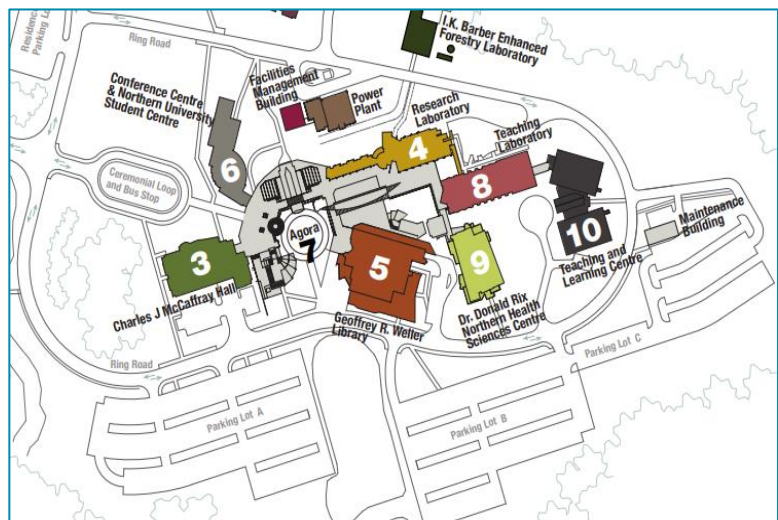 I.K. Barber Enhanced
Forestry Laboratory
Residence
Parking Lot
Ring Road
Conference Centre
& Northern University
Student Centre
Facilities
Management
Building
Power
Plant
Research
Laboratory
Teaching
Laboratory
4
6
8
Ceremonial Loop
and Bus Stop
Agora
7
Maintenance
Building
10
3
5
9
Teaching and
Learning Centre
Charles J McCaffray Hall
Dr. Donald Rix
Northern Health
Sciences Centre
Geoffrey R. Weller
Library
Parking Lot C
Ring Road
Parking Lot A
Parking Lot B